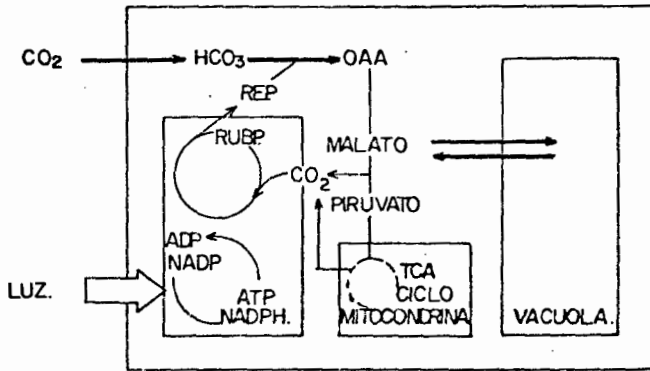 CO2 HCO3 OAA
REP
RUBP. MALATO
CO2
PIRUVATO
ADP
NADP TCA
LUZ. ATP CICLO
NADPH. MITOCONDRINA VACUOLA.